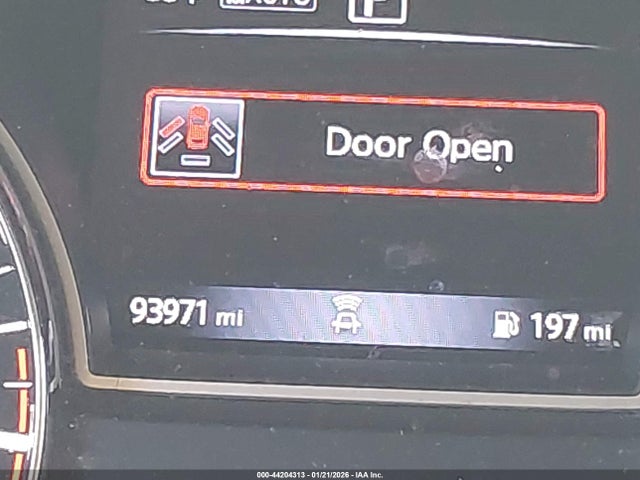 P
Door Open
93971 mi
197 mi
000-44204313 - 01/21/2026 - IAA Inc.